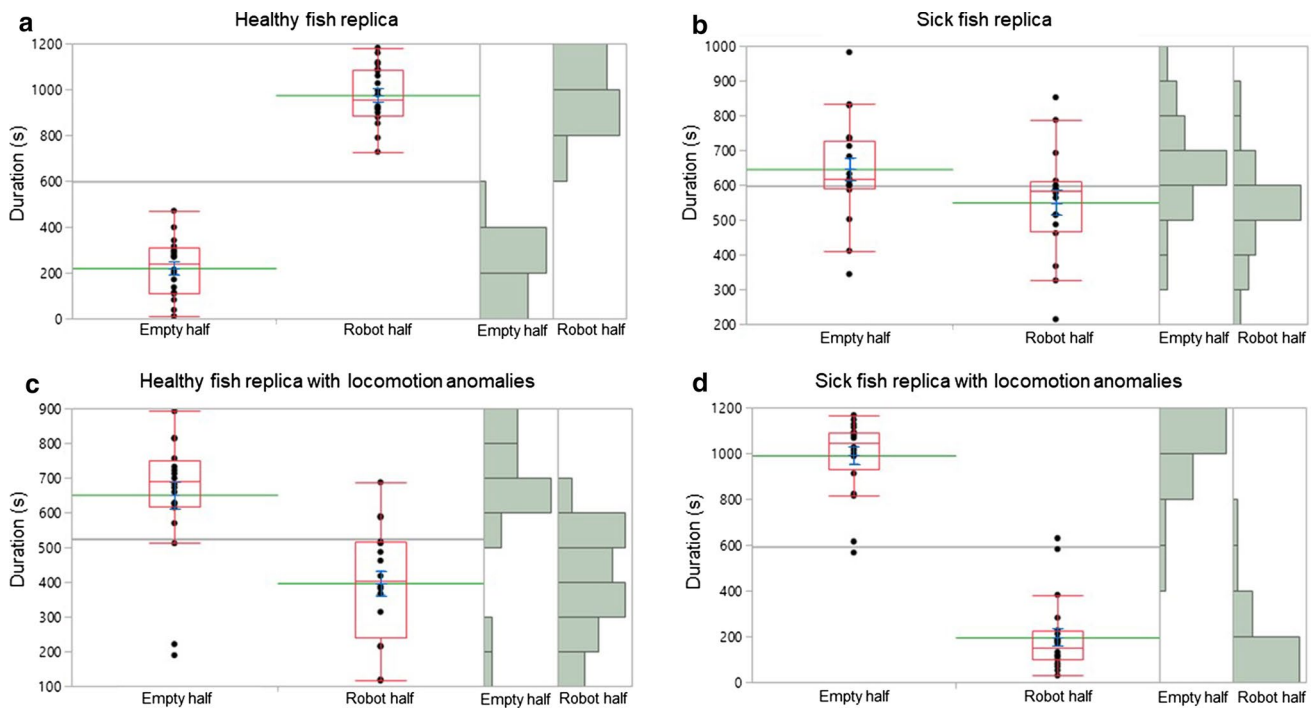 a
Healthy fish replica
Duration (s)
1200
1000
800
600
400
200
0
Empty half
Robot half
Empty half
Robot half
b
Sick fish replica
Duration (s)
1000
900
800
700
600
500
400
300
200
Empty half
Robot half
Empty half
Robot half
c
Healthy fish replica with locomotion anomalies
Duration (s)
900
800
700
600
500
400
300
200
100
Empty half
Robot half
Empty half
Robot half
d
Sick fish replica with locomotion anomalies
Duration (s)
1200
1000
800
600
400
200
0
Empty half
Robot half
Empty half
Robot half